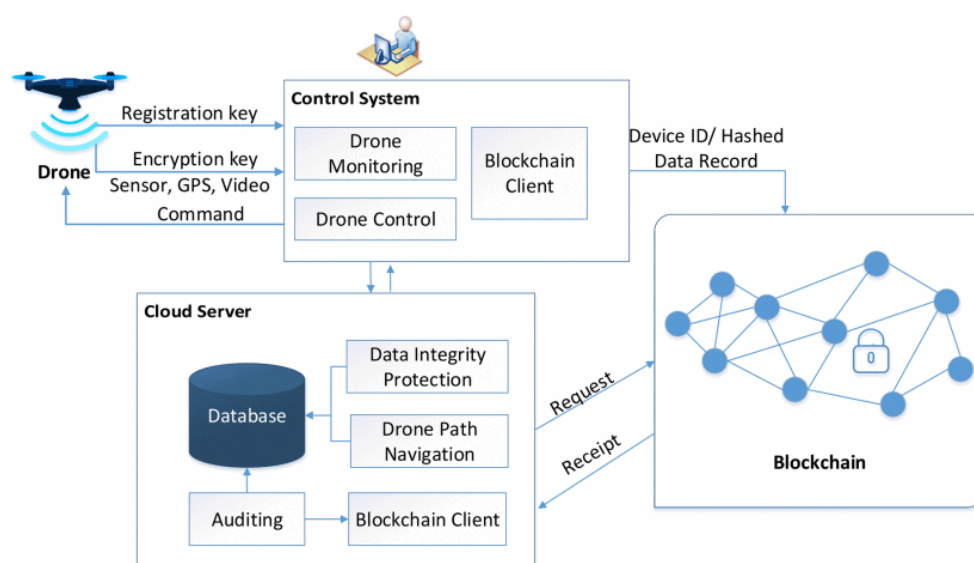 Control System
Registration key
Drone
Monitoring
Blockchain
Client
Device ID/ Hashed
Data Record
Drone
Encryption key
Sensor, GPS, Video
Command
Drone Control
Cloud Server
Data Integrity
Protection
Database
Drone Path
Navigation
Request
Receipt
Blockchain
Auditing
Blockchain Client
0